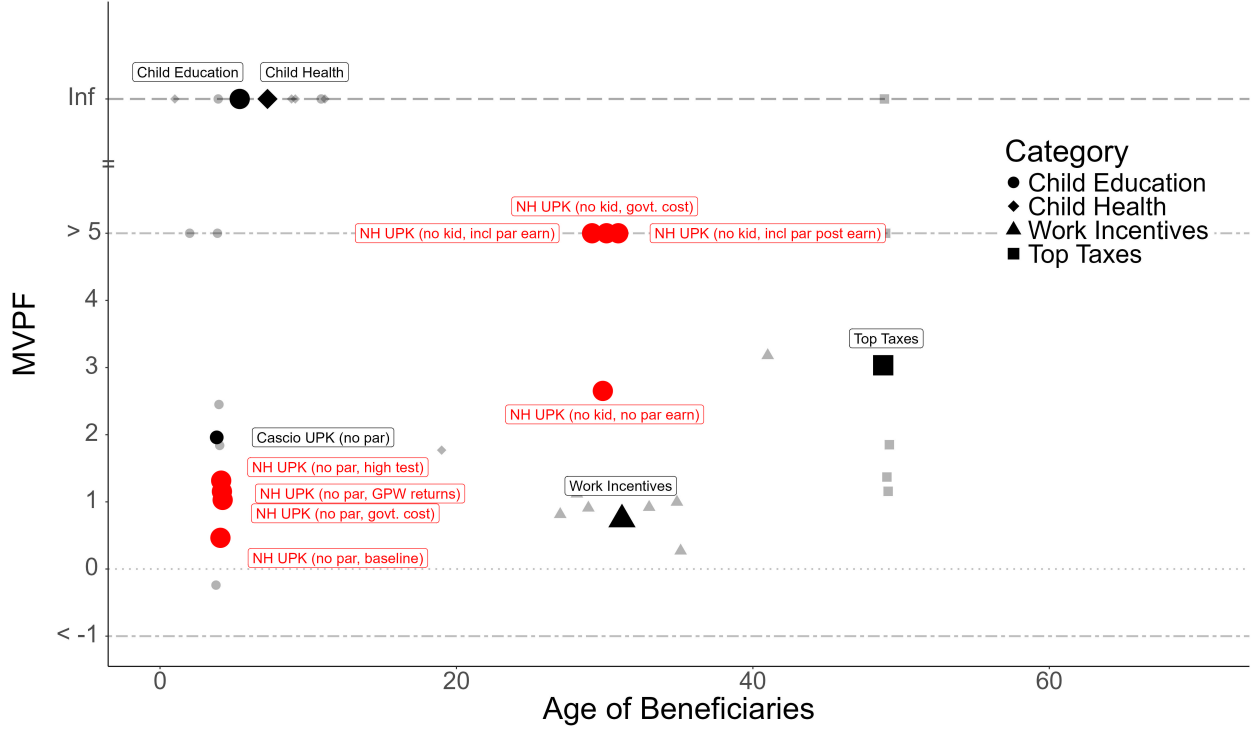 Child Education
Child Health
Inf
Category
Child Education
Child Health
Work Incentives
Top Taxes
NH UPK (no kid, govt. cost)
> 5
NH UPK (no kid, incl par earn)
NH UPK (no kid, incl par post earn)
4
Top Taxes
3
NH UPK (no kid, no par earn)
2
Cascio UPK (no par)
NH UPK (no par, high test)
Work Incentives
NH UPK (no par, GPW returns)
1
NH UPK (no par, govt. cost)
NH UPK (no par, baseline)
0
< -1
MVPF
0
20
40
60
Age of Beneficiaries